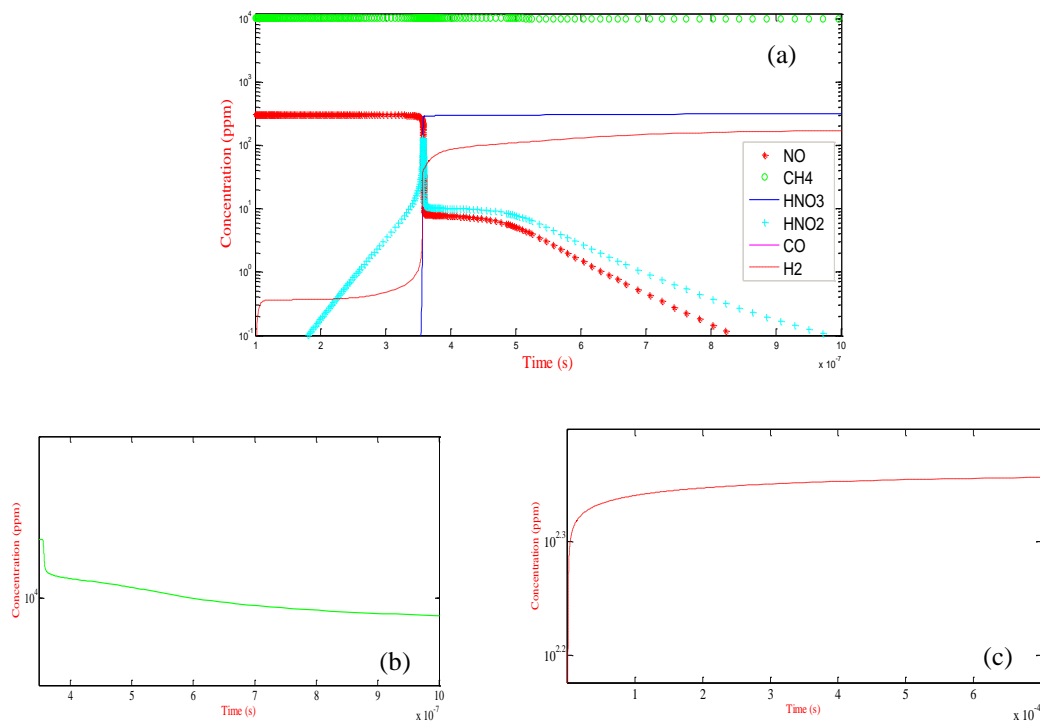 10^4
10^3
10^2
10^1
10^0
10^-1
Concentration (ppm)
(a)
NO
CH4
HNO3
HNO2
CO
H2
1 2 3 4 5 6 7 8 9 10
Time (s)
x 10^-7
Concentration (ppm)
10^4
(b)
4 5 6 7 8 9 10
Time (s)
x 10^-7
Concentration (ppm)
10^2.3
10^2.2
(c)
1 2 3 4 5 6
Time (s)